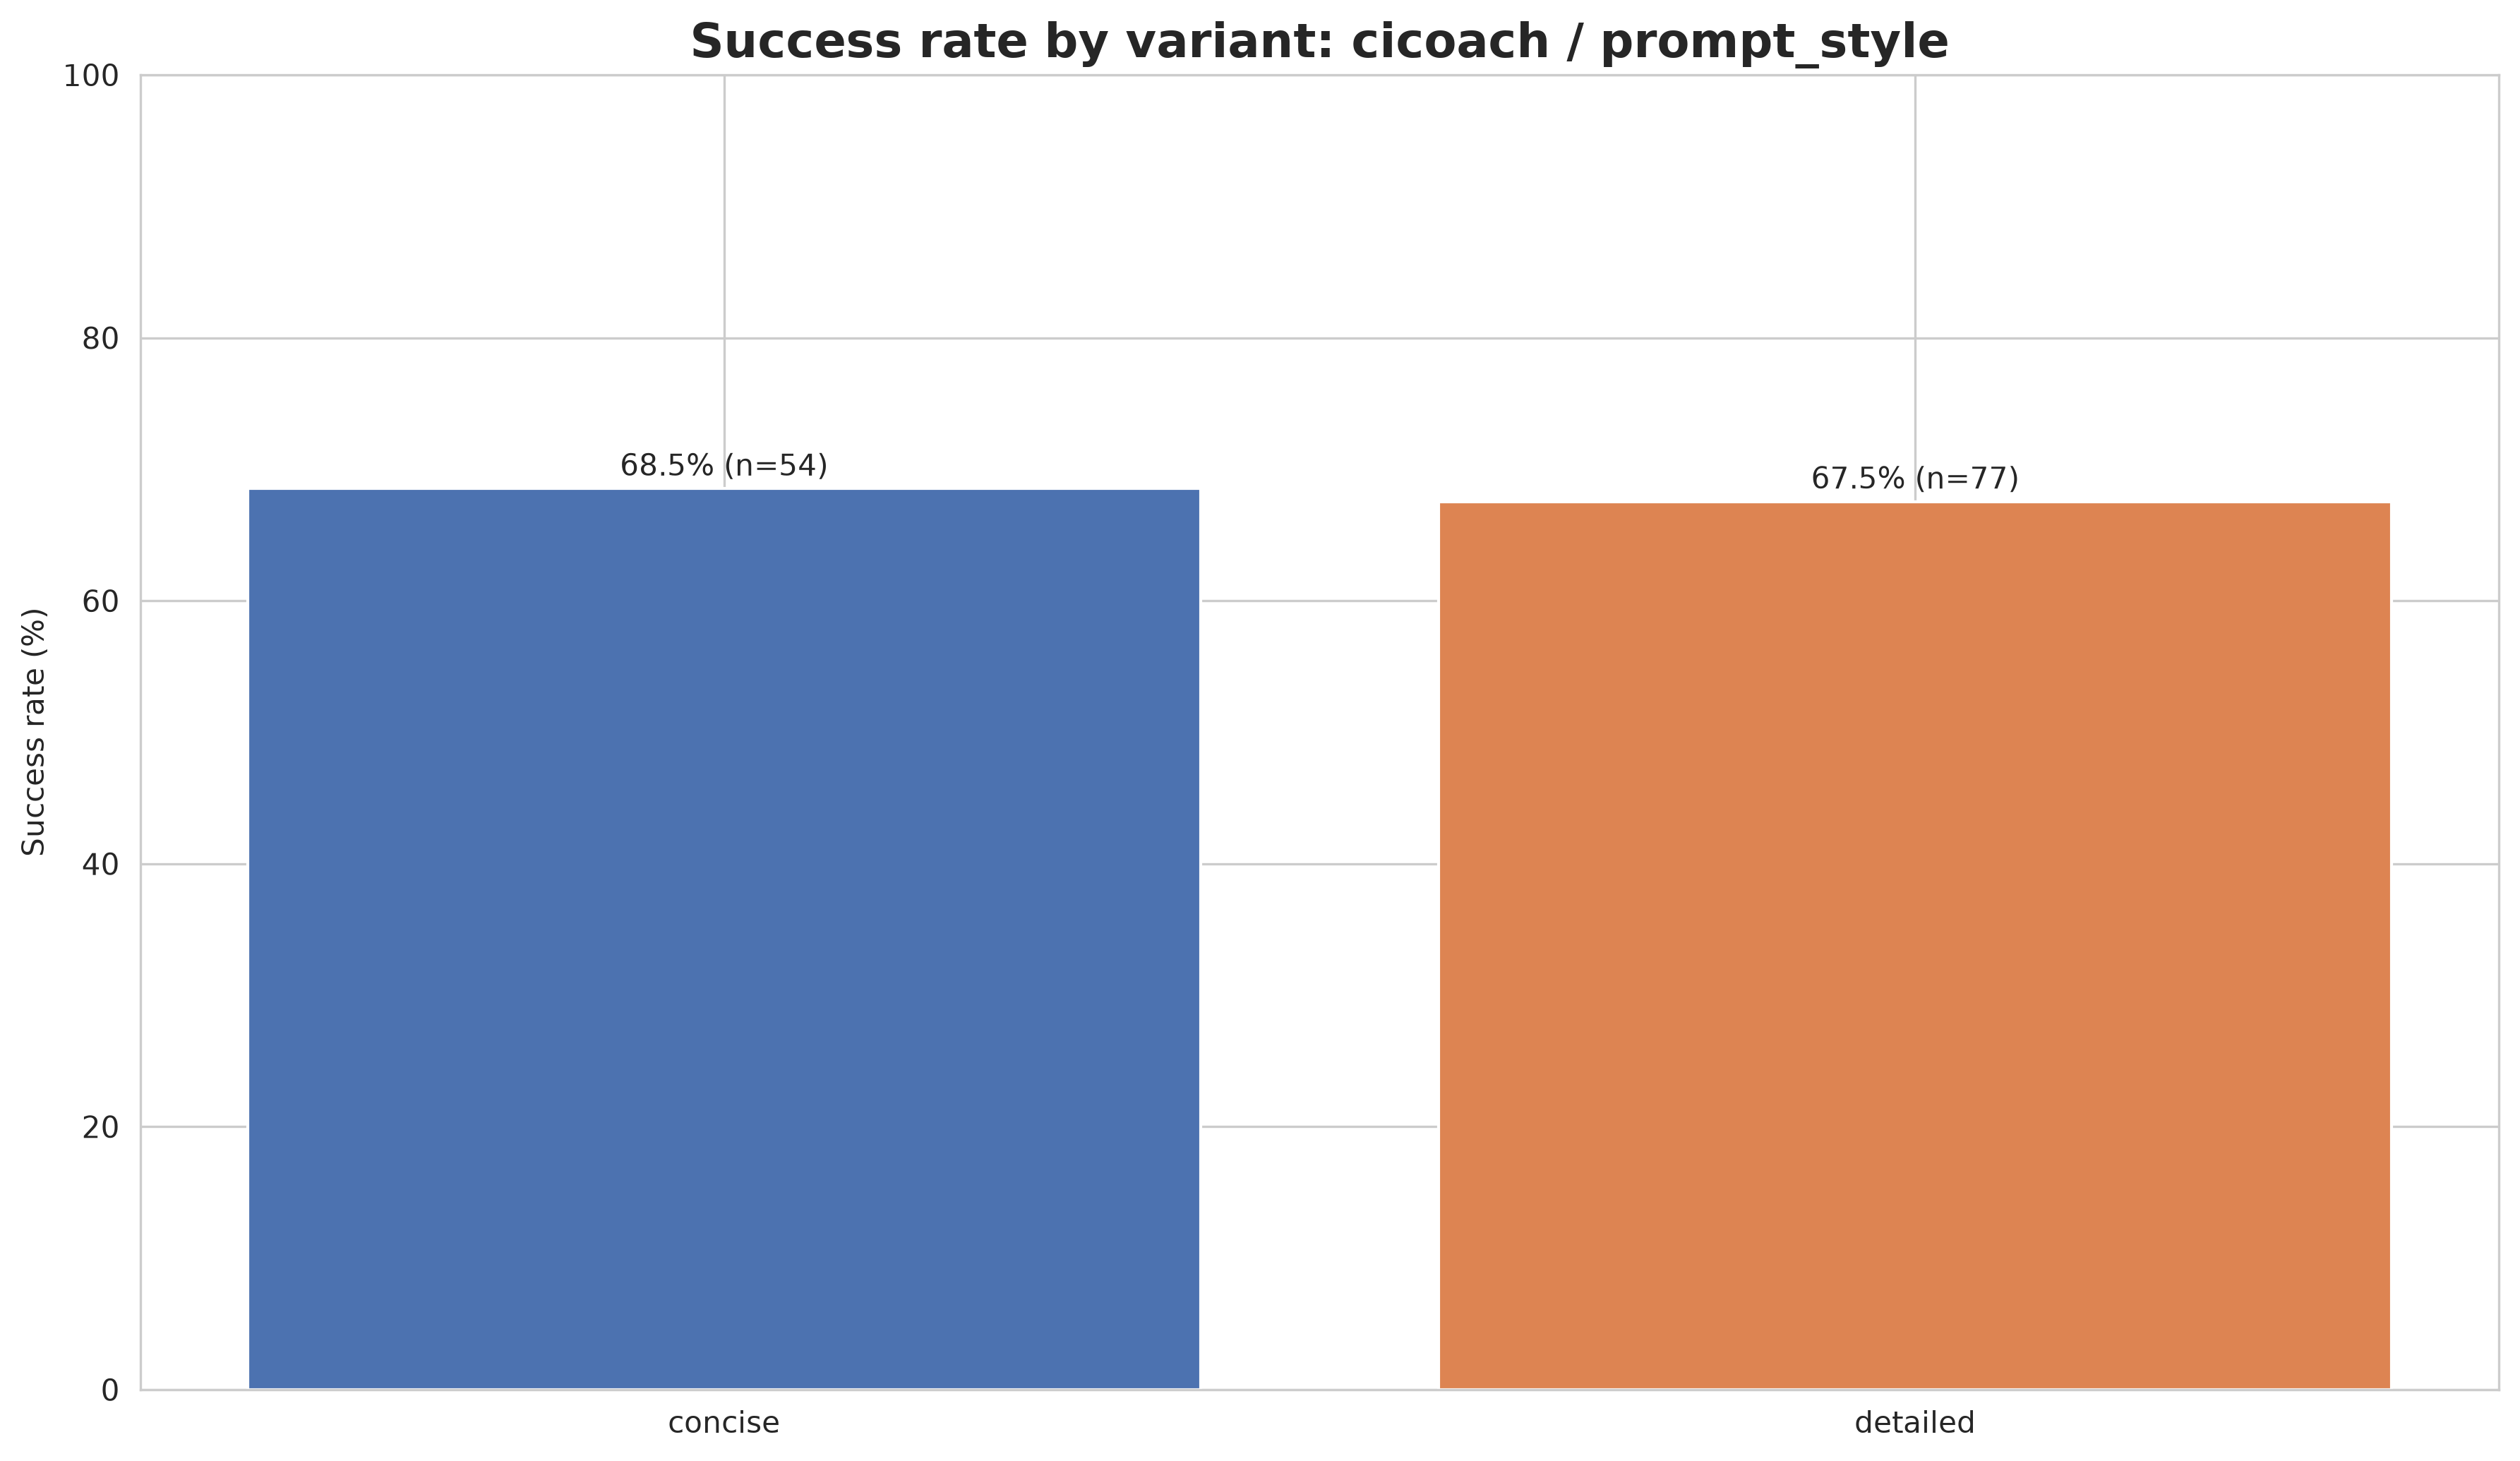 Success rate by variant: cicoach / prompt_style
100
80
60
40
20
0
Success rate (%)
68.5% (n=54)
67.5% (n=77)
concise
detailed